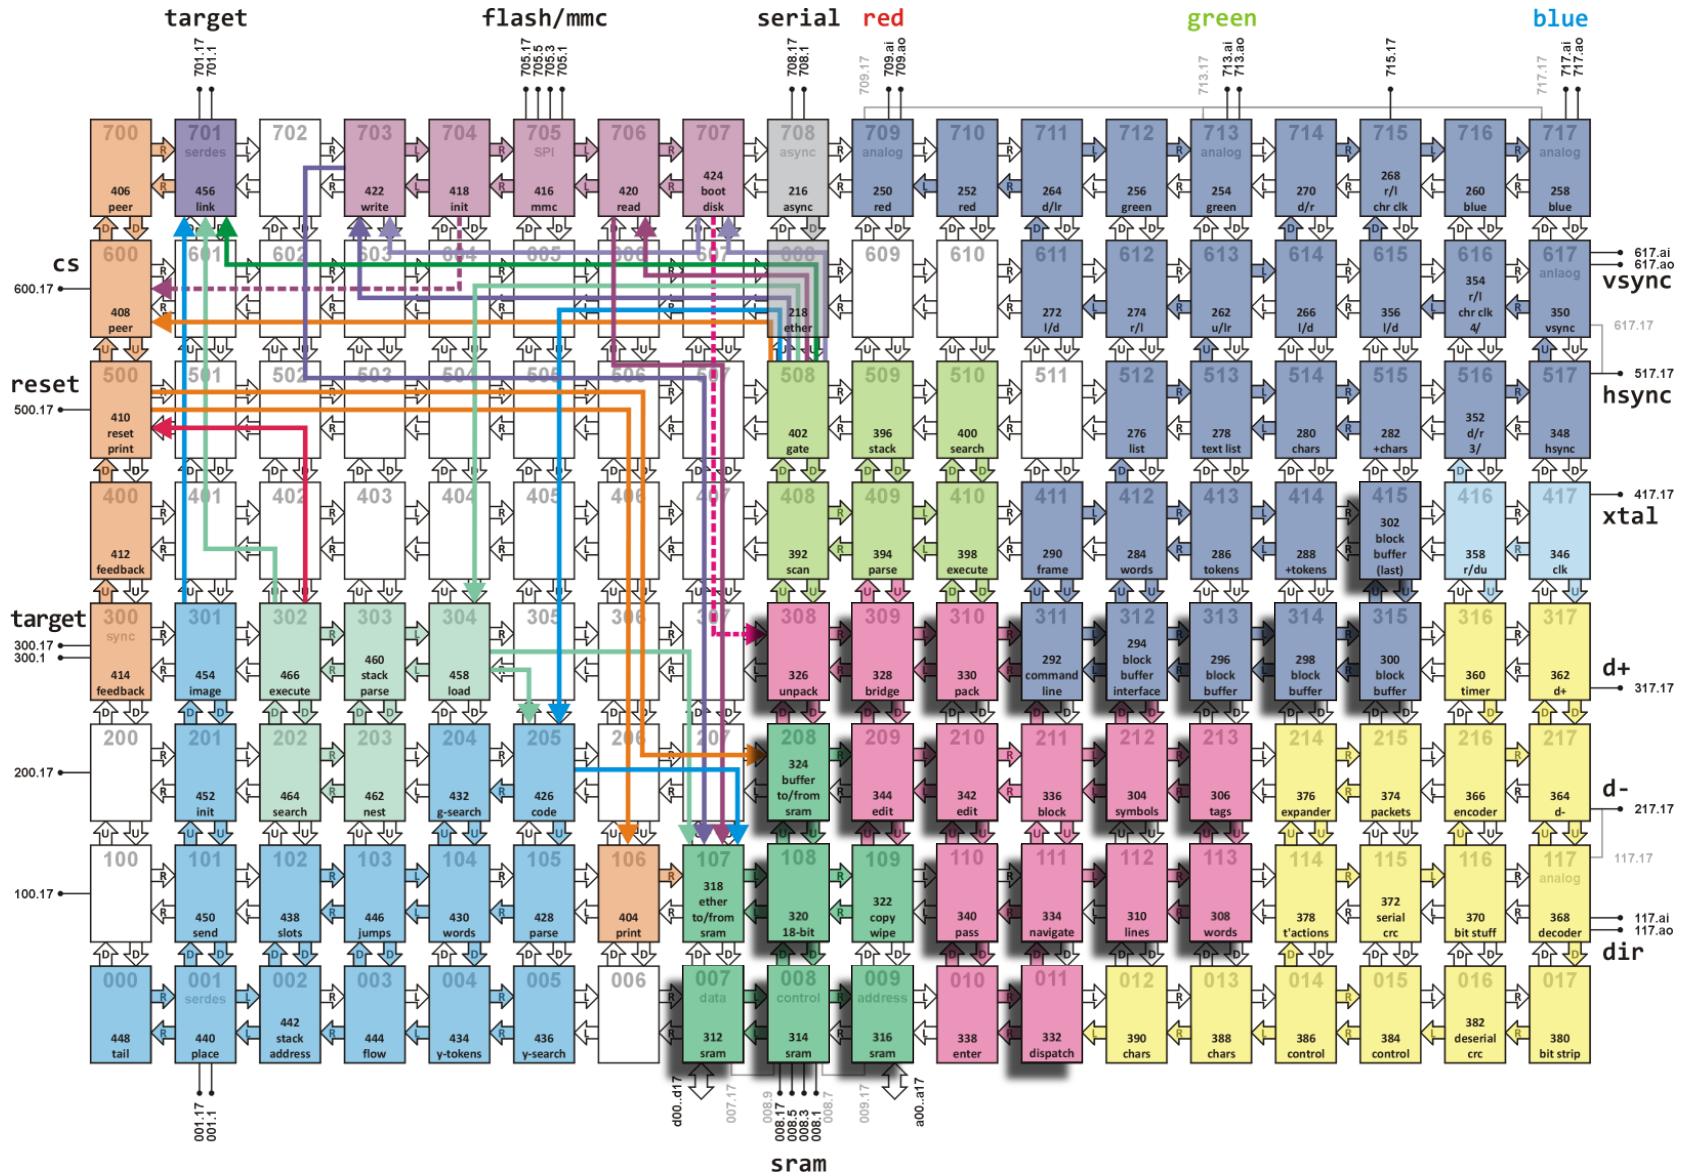 target flash/mmc serial red green blue
701.17 701.1 705.17 705.5 705.3 705.1 708.17 708.1 709.17 709.ai 709.ao 713.17 713.ai 713.ao 715.17 717.17 717.ai 717.ao
700 701 702 703 704 705 706 707 708 709 710 711 712 713 714 715 716 717
serdes SPI async analog analog analog
406 peer
456 link
422 write
418 init
416 mmc
420 read
424 boot disk
216 async
250 red
252 red
264 d/lr
256 green
254 green
270 d/r
268 r/l chr clk
260 blue
258 blue
600 601 602 603 604 605 606 607 608 609 610 611 612 613 614 615 616 617
anlaog
cs
600.17
408 peer
218 ether
272 l/d
274 r/l
262 u/lr
266 l/d
356 l/d
354 r/l chr clk 4/
350 vsync
617.ai
617.ao
vsync
617.17
500 501 502 503 504 505 506 507 508 509 510 511 512 513 514 515 516 517
reset
500.17
410 reset print
402 gate
396 stack
400 search
276 list
278 text list
280 chars
282 +chars
352 d/r 3/
348 hsync
517.17
hsync
400 401 402 403 404 405 406 407 408 409 410 411 412 413 414 415 416 417
412 feedback
392 scan
394 parse
398 execute
290 frame
284 words
286 tokens
288 +tokens
302 block buffer (last)
358 r/du
346 clk
417.17
xtal
300 301 302 303 304 305 306 307 308 309 310 311 312 313 314 315 316 317
sync
target
300.17
300.1
414 feedback
454 image
466 execute
460 stack parse
458 load
326 unpack
328 bridge
330 pack
292 command line
294 block buffer interface
296 block buffer
298 block buffer
300 block buffer
360 timer
362 d+
d+
317.17
200 201 202 203 204 205 206 207 208 209 210 211 212 213 214 215 216 217
200.17
452 init
464 search
462 nest
432 g-search
426 code
324 buffer to/from sram
344 edit
342 edit
336 block
304 symbols
306 tags
376 expander
374 packets
366 encoder
364 d-
d-
217.17
100 101 102 103 104 105 106 107 108 109 110 111 112 113 114 115 116 117
analog
117.17
100.17
450 send
438 slots
446 jumps
430 words
428 parse
404 print
318 ether to/from sram
320 18-bit
322 copy wipe
340 pass
334 navigate
310 lines
308 words
378 t'actions
372 serial crc
370 bit stuff
368 decoder
117.ai
117.ao
dir
000 001 002 003 004 005 006 007 008 009 010 011 012 013 014 015 016 017
serdes data control address
448 tail
440 place
442 stack address
444 flow
434 y-tokens
436 y-search
312 sram
314 sram
316 sram
338 enter
332 dispatch
390 chars
388 chars
386 control
384 control
382 deserial crc
380 bit strip
001.17 001.1 d00..d17 007.17 008.9 008.17 008.5 008.3 008.1 008.7 009.17 a00..a17
sram